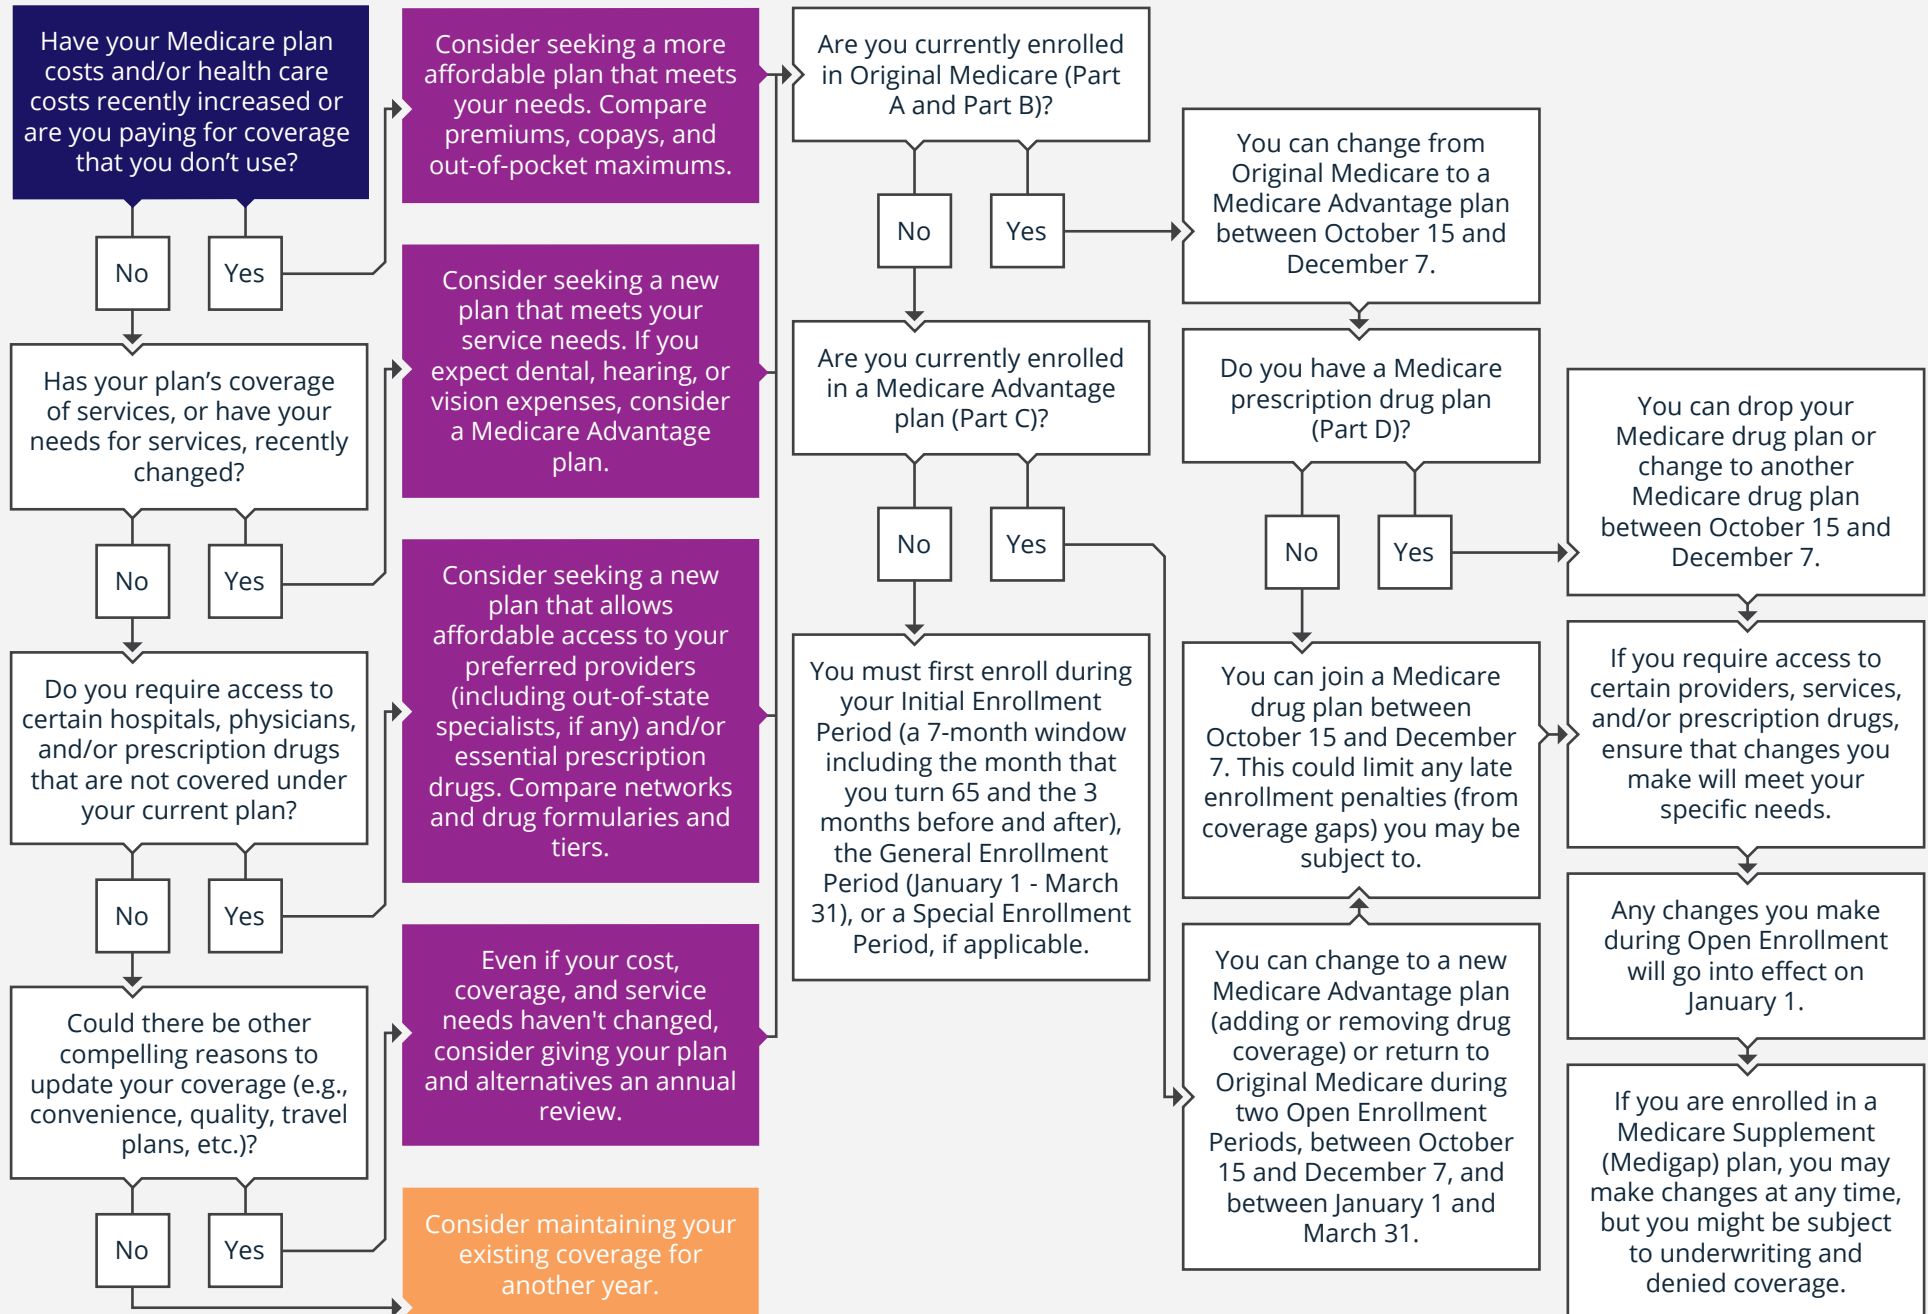 Have your Medicare plan
costs and/or health care
costs recently increased or
are you paying for coverage
that you don’t use?
No
Yes
Has your plan’s coverage
of services, or have your
needs for services, recently
changed?
No
Yes
Do you require access to
certain hospitals, physicians,
and/or prescription drugs
that are not covered under
your current plan?
No
Yes
Could there be other
compelling reasons to
update your coverage (e.g.,
convenience, quality, travel
plans, etc.)?
No
Yes
Consider seeking a more
affordable plan that meets
your needs. Compare
premiums, copays, and
out-of-pocket maximums.
Consider seeking a new
plan that meets your
service needs. If you
expect dental, hearing, or
vision expenses, consider
a Medicare Advantage
plan.
Consider seeking a new
plan that allows
affordable access to your
preferred providers
(including out-of-state
specialists, if any) and/or
essential prescription
drugs. Compare networks
and drug formularies and
tiers.
Even if your cost,
coverage, and service
needs haven't changed,
consider giving your plan
and alternatives an annual
review.
Consider maintaining your
existing coverage for
another year.
Are you currently enrolled
in Original Medicare (Part
A and Part B)?
No
Yes
Are you currently enrolled
in a Medicare Advantage
plan (Part C)?
No
Yes
You must first enroll during
your Initial Enrollment
Period (a 7-month window
including the month that
you turn 65 and the 3
months before and after),
the General Enrollment
Period (January 1 - March
31), or a Special Enrollment
Period, if applicable.
You can change from
Original Medicare to a
Medicare Advantage plan
between October 15 and
December 7.
Do you have a Medicare
prescription drug plan
(Part D)?
No
Yes
You can join a Medicare
drug plan between
October 15 and December
7. This could limit any late
enrollment penalties (from
coverage gaps) you may be
subject to.
You can change to a new
Medicare Advantage plan
(adding or removing drug
coverage) or return to
Original Medicare during
two Open Enrollment
Periods, between October
15 and December 7, and
between January 1 and
March 31.
You can drop your
Medicare drug plan or
change to another
Medicare drug plan
between October 15 and
December 7.
If you require access to
certain providers, services,
and/or prescription drugs,
ensure that changes you
make will meet your
specific needs.
Any changes you make
during Open Enrollment
will go into effect on
January 1.
If you are enrolled in a
Medicare Supplement
(Medigap) plan, you may
make changes at any time,
but you might be subject
to underwriting and
denied coverage.